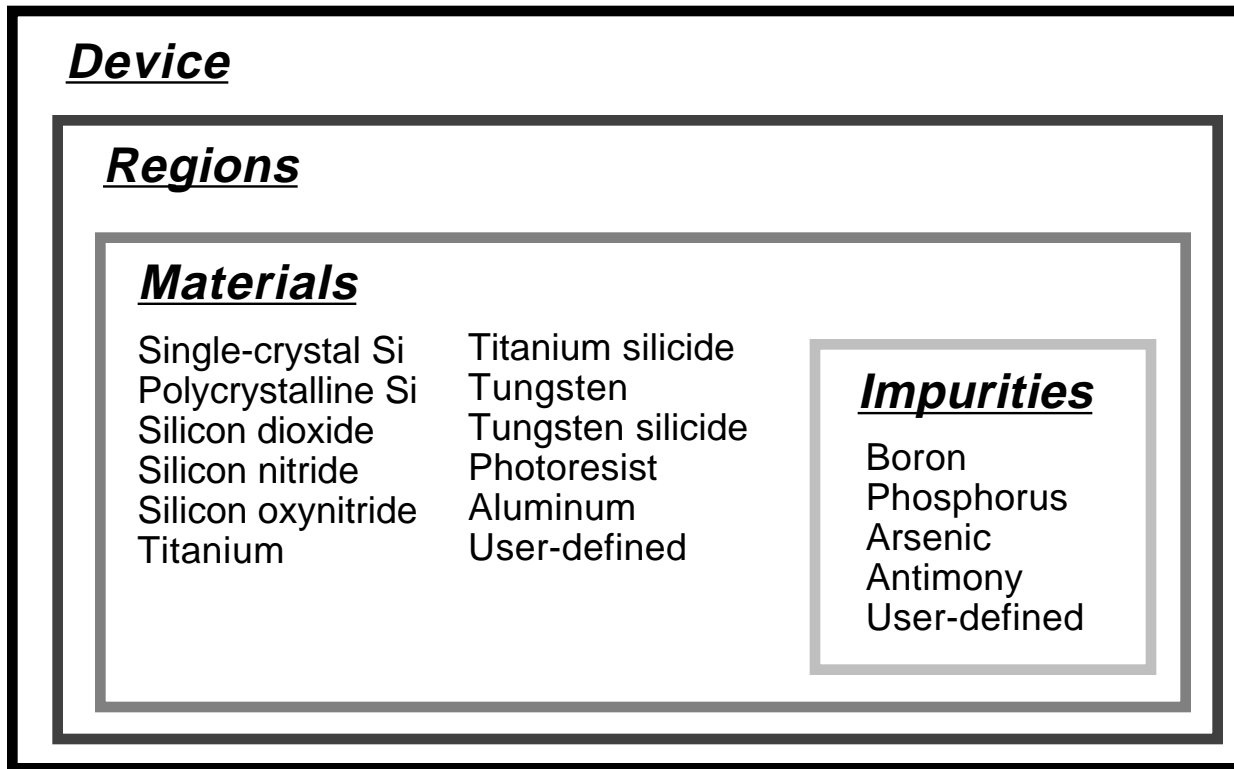 Device
Regions
Materials
Single-crystal Si
Polycrystalline Si
Silicon dioxide
Silicon nitride
Silicon oxynitride
Titanium
Titanium silicide
Tungsten
Tungsten silicide
Photoresist
Aluminum
User-defined
Impurities
Boron
Phosphorus
Arsenic
Antimony
User-defined